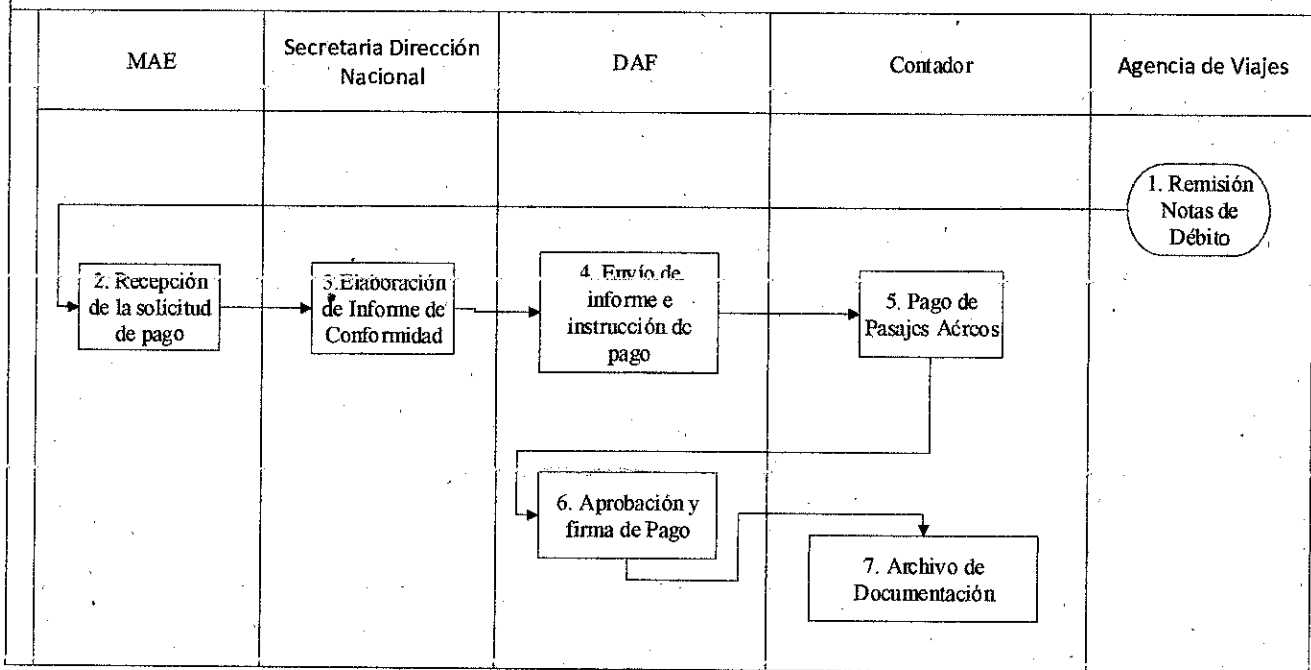 MAE
Secretaria Dirección
Nacional
DAF
Contador
Agencia de Viajes
1. Remisión
Notas de
Débito
2. Recepción
de la solicitud
de pago
3.Elaboración
de Informe de
Conformidad
4. Envío de
informe e
instrucción de
pago
5. Pago de
Pasajes Aéreos
6. Aprobación y
firma de Pago
7. Archivo de
Documentación